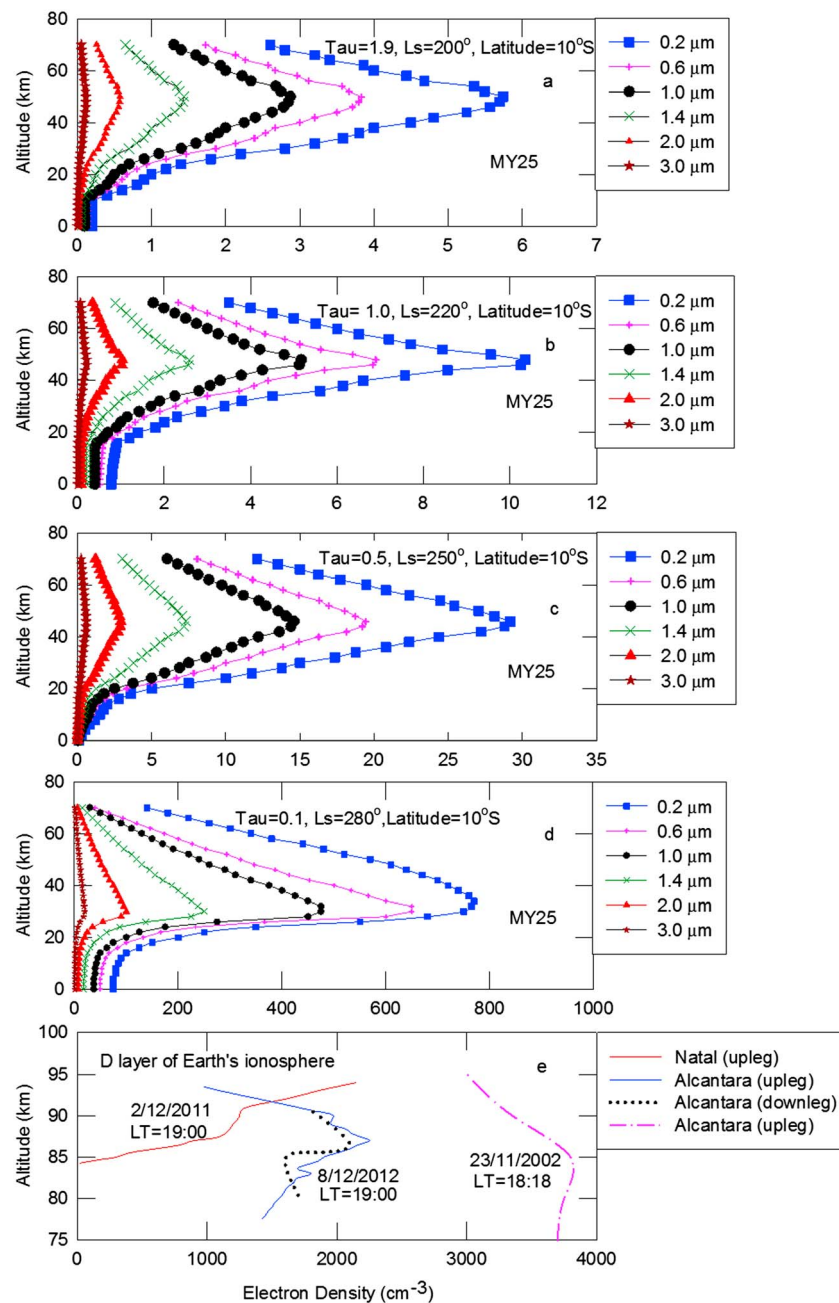 80
60
40
20
0
Altitude (km)
Tau=1.9, Ls=200°, Latitude=10°S
a
MY25
0 1 2 3 4 5 6 7
0.2 μm
0.6 μm
1.0 μm
1.4 μm
2.0 μm
3.0 μm
80
60
40
20
0
Altitude (km)
Tau= 1.0, Ls=220°, Latitude=10°S
b
MY25
0 2 4 6 8 10 12
0.2 μm
0.6 μm
1.0 μm
1.4 μm
2.0 μm
3.0 μm
80
60
40
20
0
Altitude (km)
Tau=0.5, Ls=250°, Latitude=10°S
c
MY25
0 5 10 15 20 25 30 35
0.2 μm
0.6 μm
1.0 μm
1.4 μm
2.0 μm
3.0 μm
80
60
40
20
0
Altitude (km)
Tau=0.1, Ls=280°,Latitude=10°S
d
MY25
200 400 600 800 1000
0.2 μm
0.6 μm
1.0 μm
1.4 μm
2.0 μm
3.0 μm
95
90
85
80
75
Altitude (km)
D layer of Earth's ionosphere
e
2/12/2011
LT=19:00
8/12/2012
LT=19:00
23/11/2002
LT=18:18
0 1000 2000 3000 4000
Electron Density (cm⁻³)
Natal (upleg)
Alcantara (upleg)
Alcantara (downleg)
Alcantara (upleg)